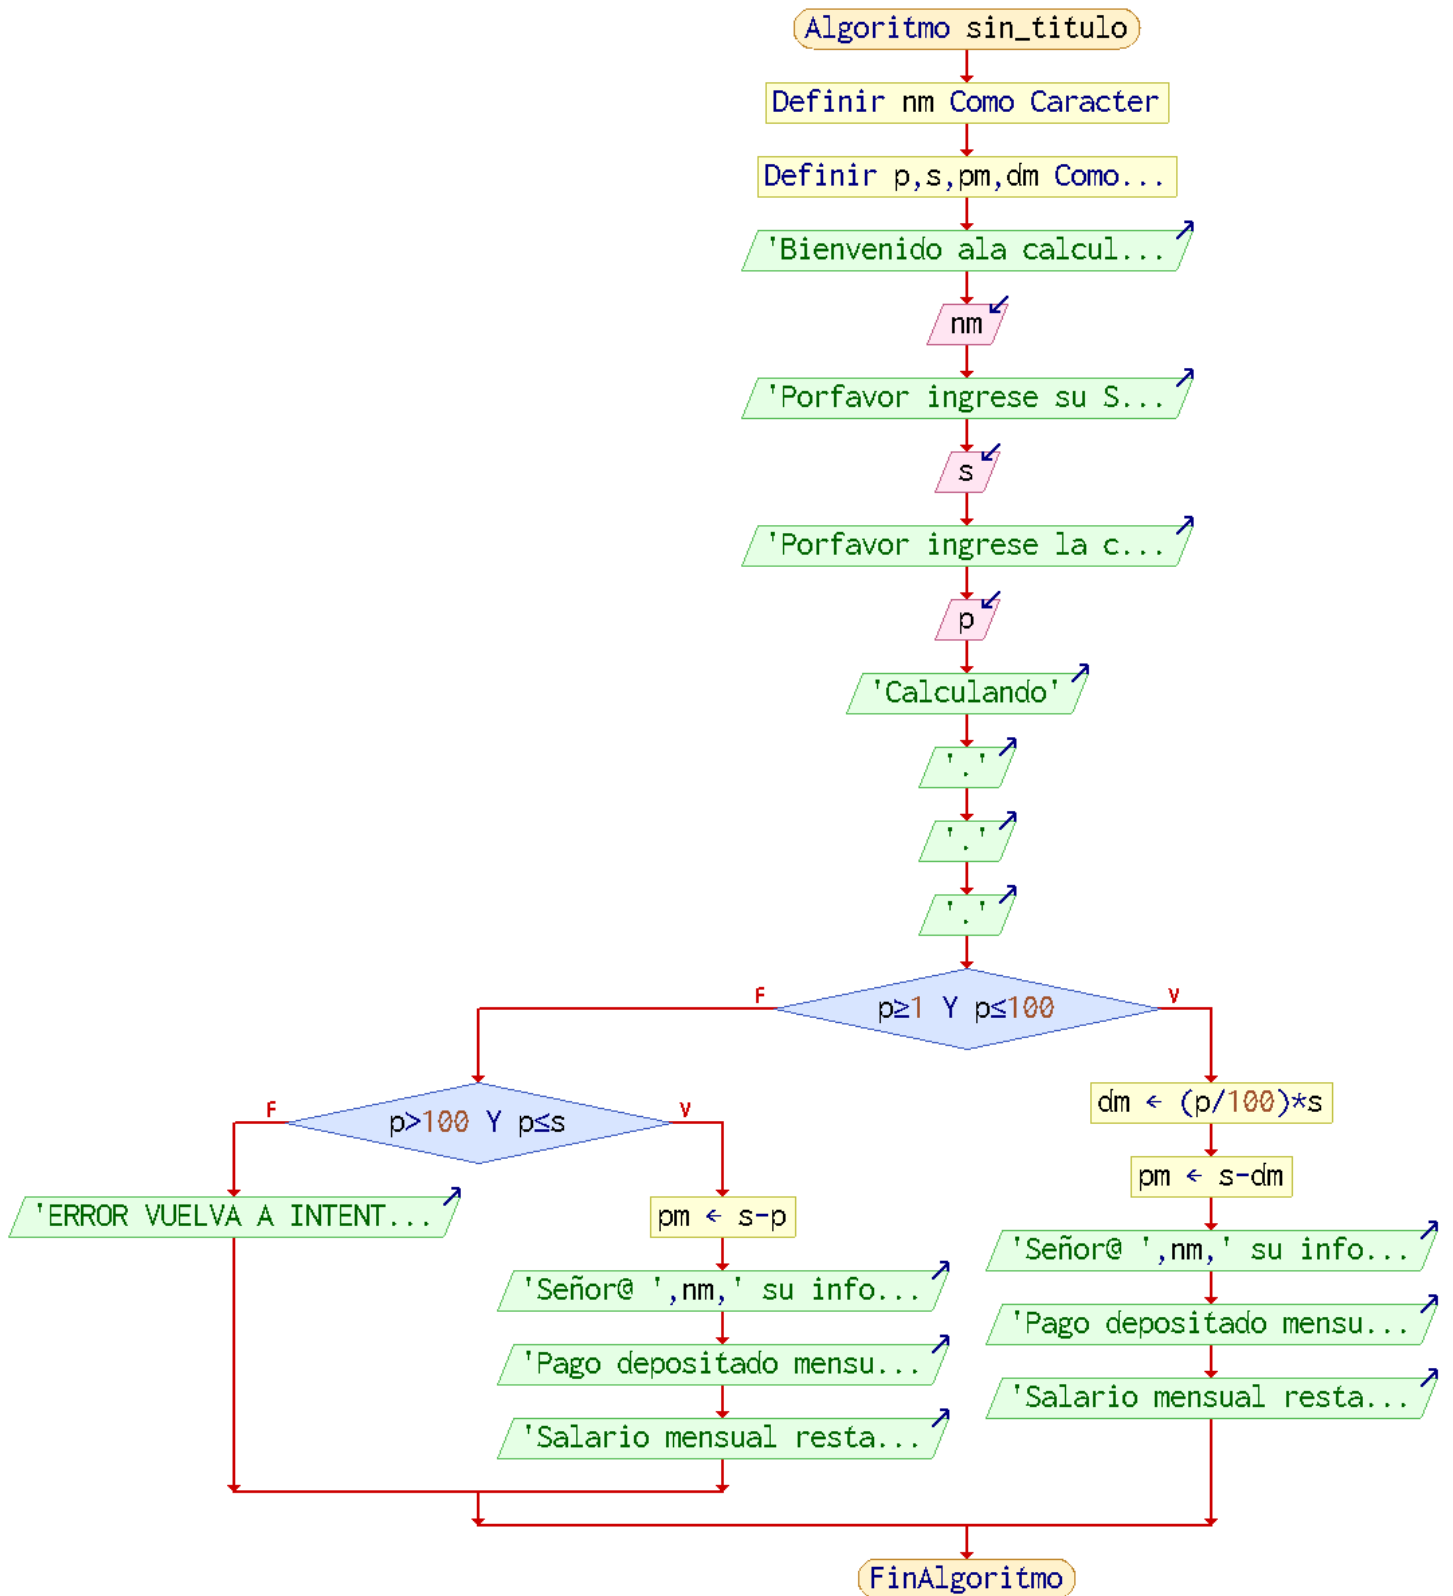 Algoritmo sin_titulo
Definir nm Como Caracter
Definir p,s,pm,dm Como...
'Bienvenido ala calcul...
nm
'Porfavor ingrese su S...
s
'Porfavor ingrese la c...
p
'Calculando'
'.'
'.'
'.'
F
p≥1 Y p≤100
V
F
p>100 Y p≤s
V
'ERROR VUELVA A INTENT...
pm ← s-p
'Señor@ ',nm,' su info...
'Pago depositado mensu...
'Salario mensual resta...
dm ← (p/100)*s
pm ← s-dm
'Señor@ ',nm,' su info...
'Pago depositado mensu...
'Salario mensual resta...
FinAlgoritmo